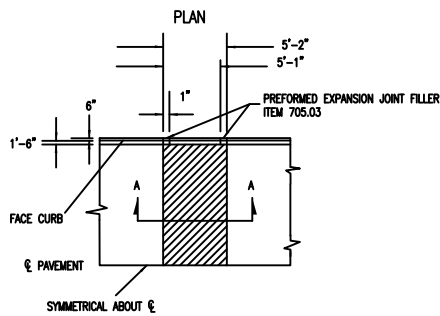 PLAN
5'-2"
5'-1"
1"
6"
PREFORMED EXPANSION JOINT FILLER
ITEM 705.03
1'-6"
A A
FACE CURB
℄ PAVEMENT
SYMMETRICAL ABOUT ℄